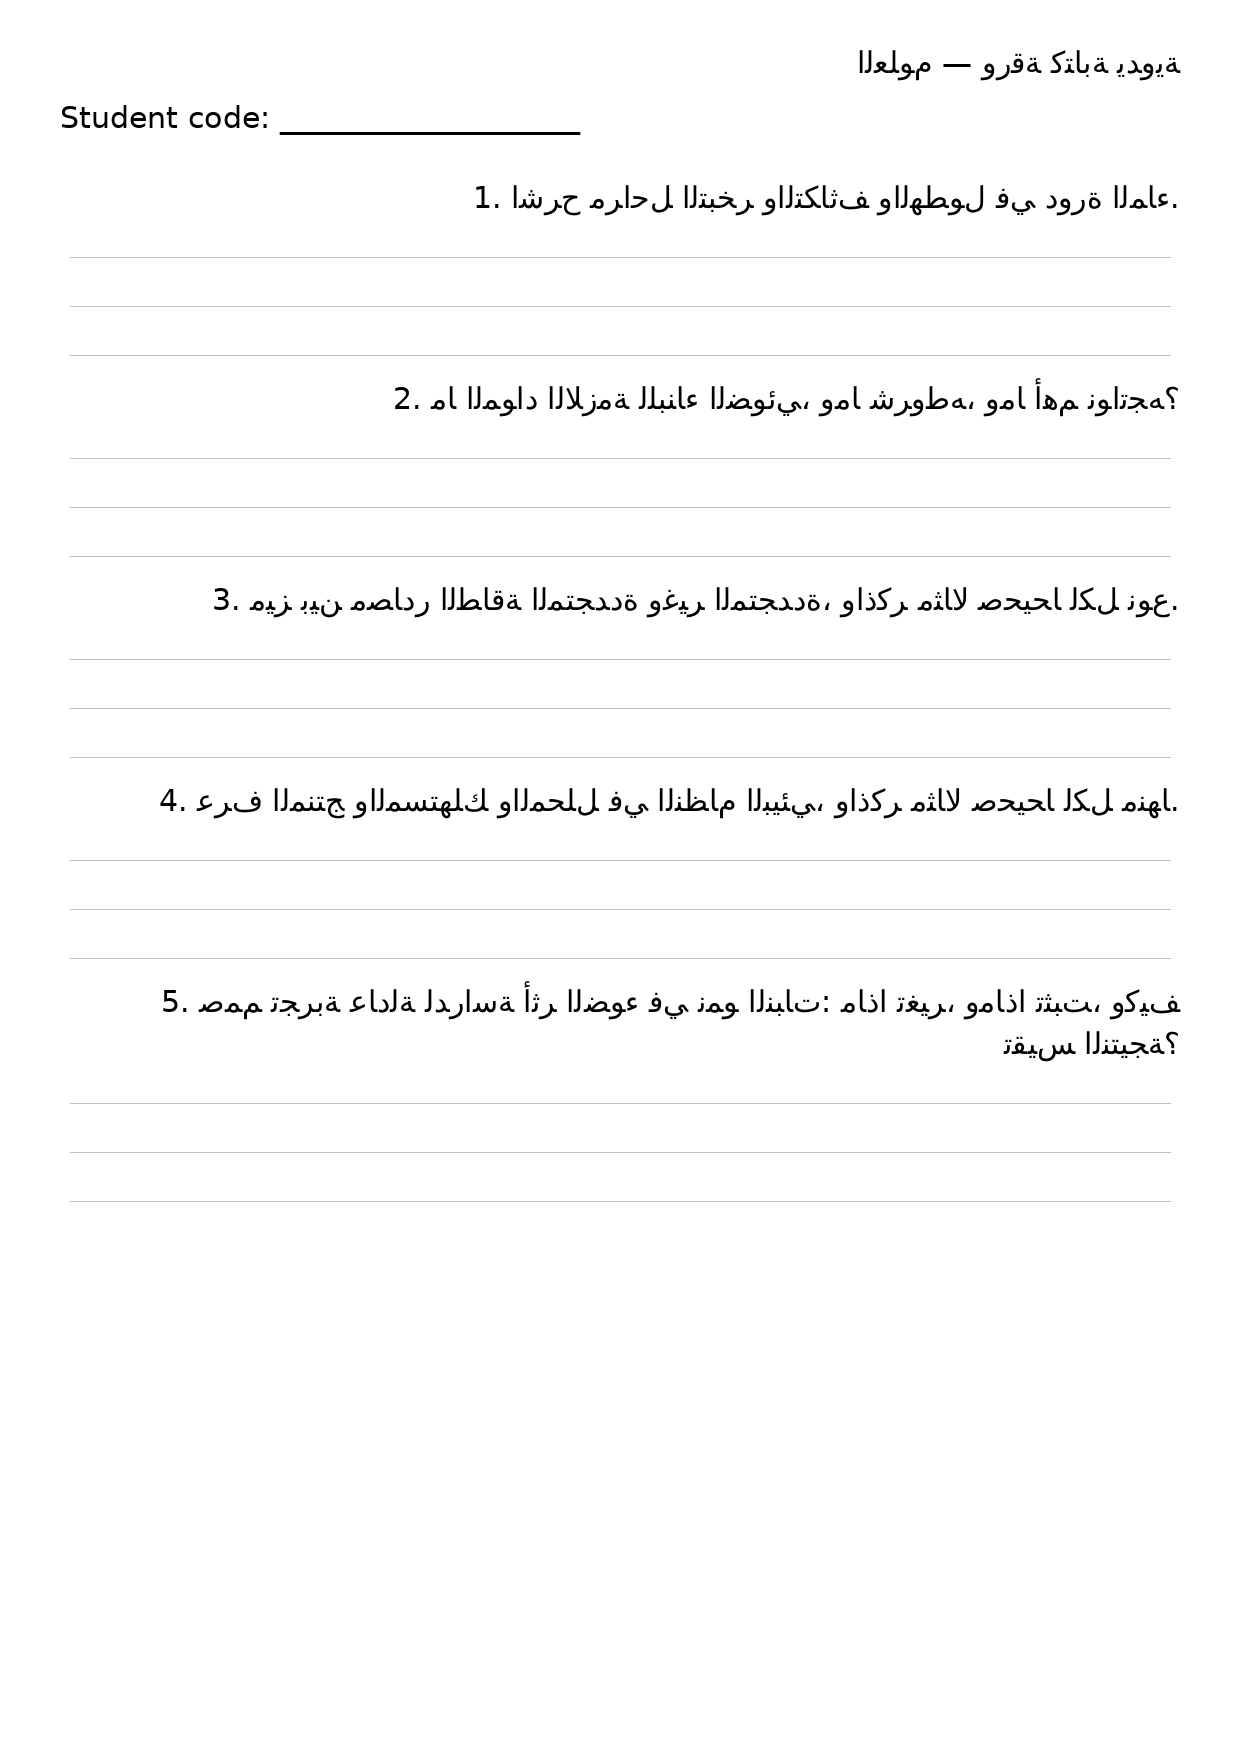 العلوم — ورقة كتابة يدوية
Student code: ____________________
1. اشرح مراحل التبخر والتكاثف والهطول في دورة الماء.
2. ما المواد اللازمة للبناء الضوئي، وما شروطه، وما أهم نواتجه؟
3. ميز بين مصادر الطاقة المتجددة وغير المتجددة، واذكر مثالا صحيحا لكل نوع.
4. عرف المنتج والمستهلك والمحلل في النظام البيئي، واذكر مثالا صحيحا لكل منها.
5. صمم تجربة عادلة لدراسة أثر الضوء في نمو النبات: ماذا تغير، وماذا تثبت، وكيف
تقيس النتيجة؟